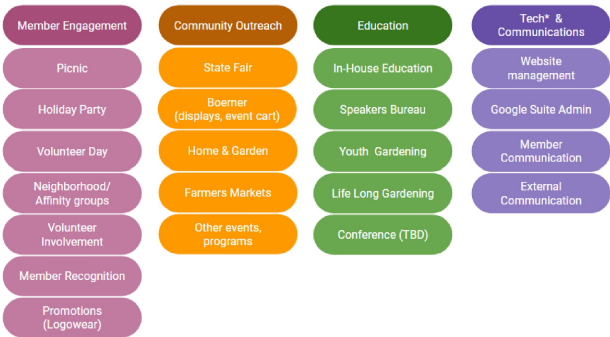 Member Engagement
Picnic
Holiday Party
Volunteer Day
Neighborhood/
Affinity groups
Volunteer
Involvement
Member Recognition
Promotions
(Logowear)
Community Outreach
State Fair
Boerner
(displays, event cart)
Home & Garden
Farmers Markets
Other events,
programs
Education
In-House Education
Speakers Bureau
Youth Gardening
Life Long Gardening
Conference (TBD)
Tech* &
Communications
Website
management
Google Suite Admin
Member
Communication
External
Communication